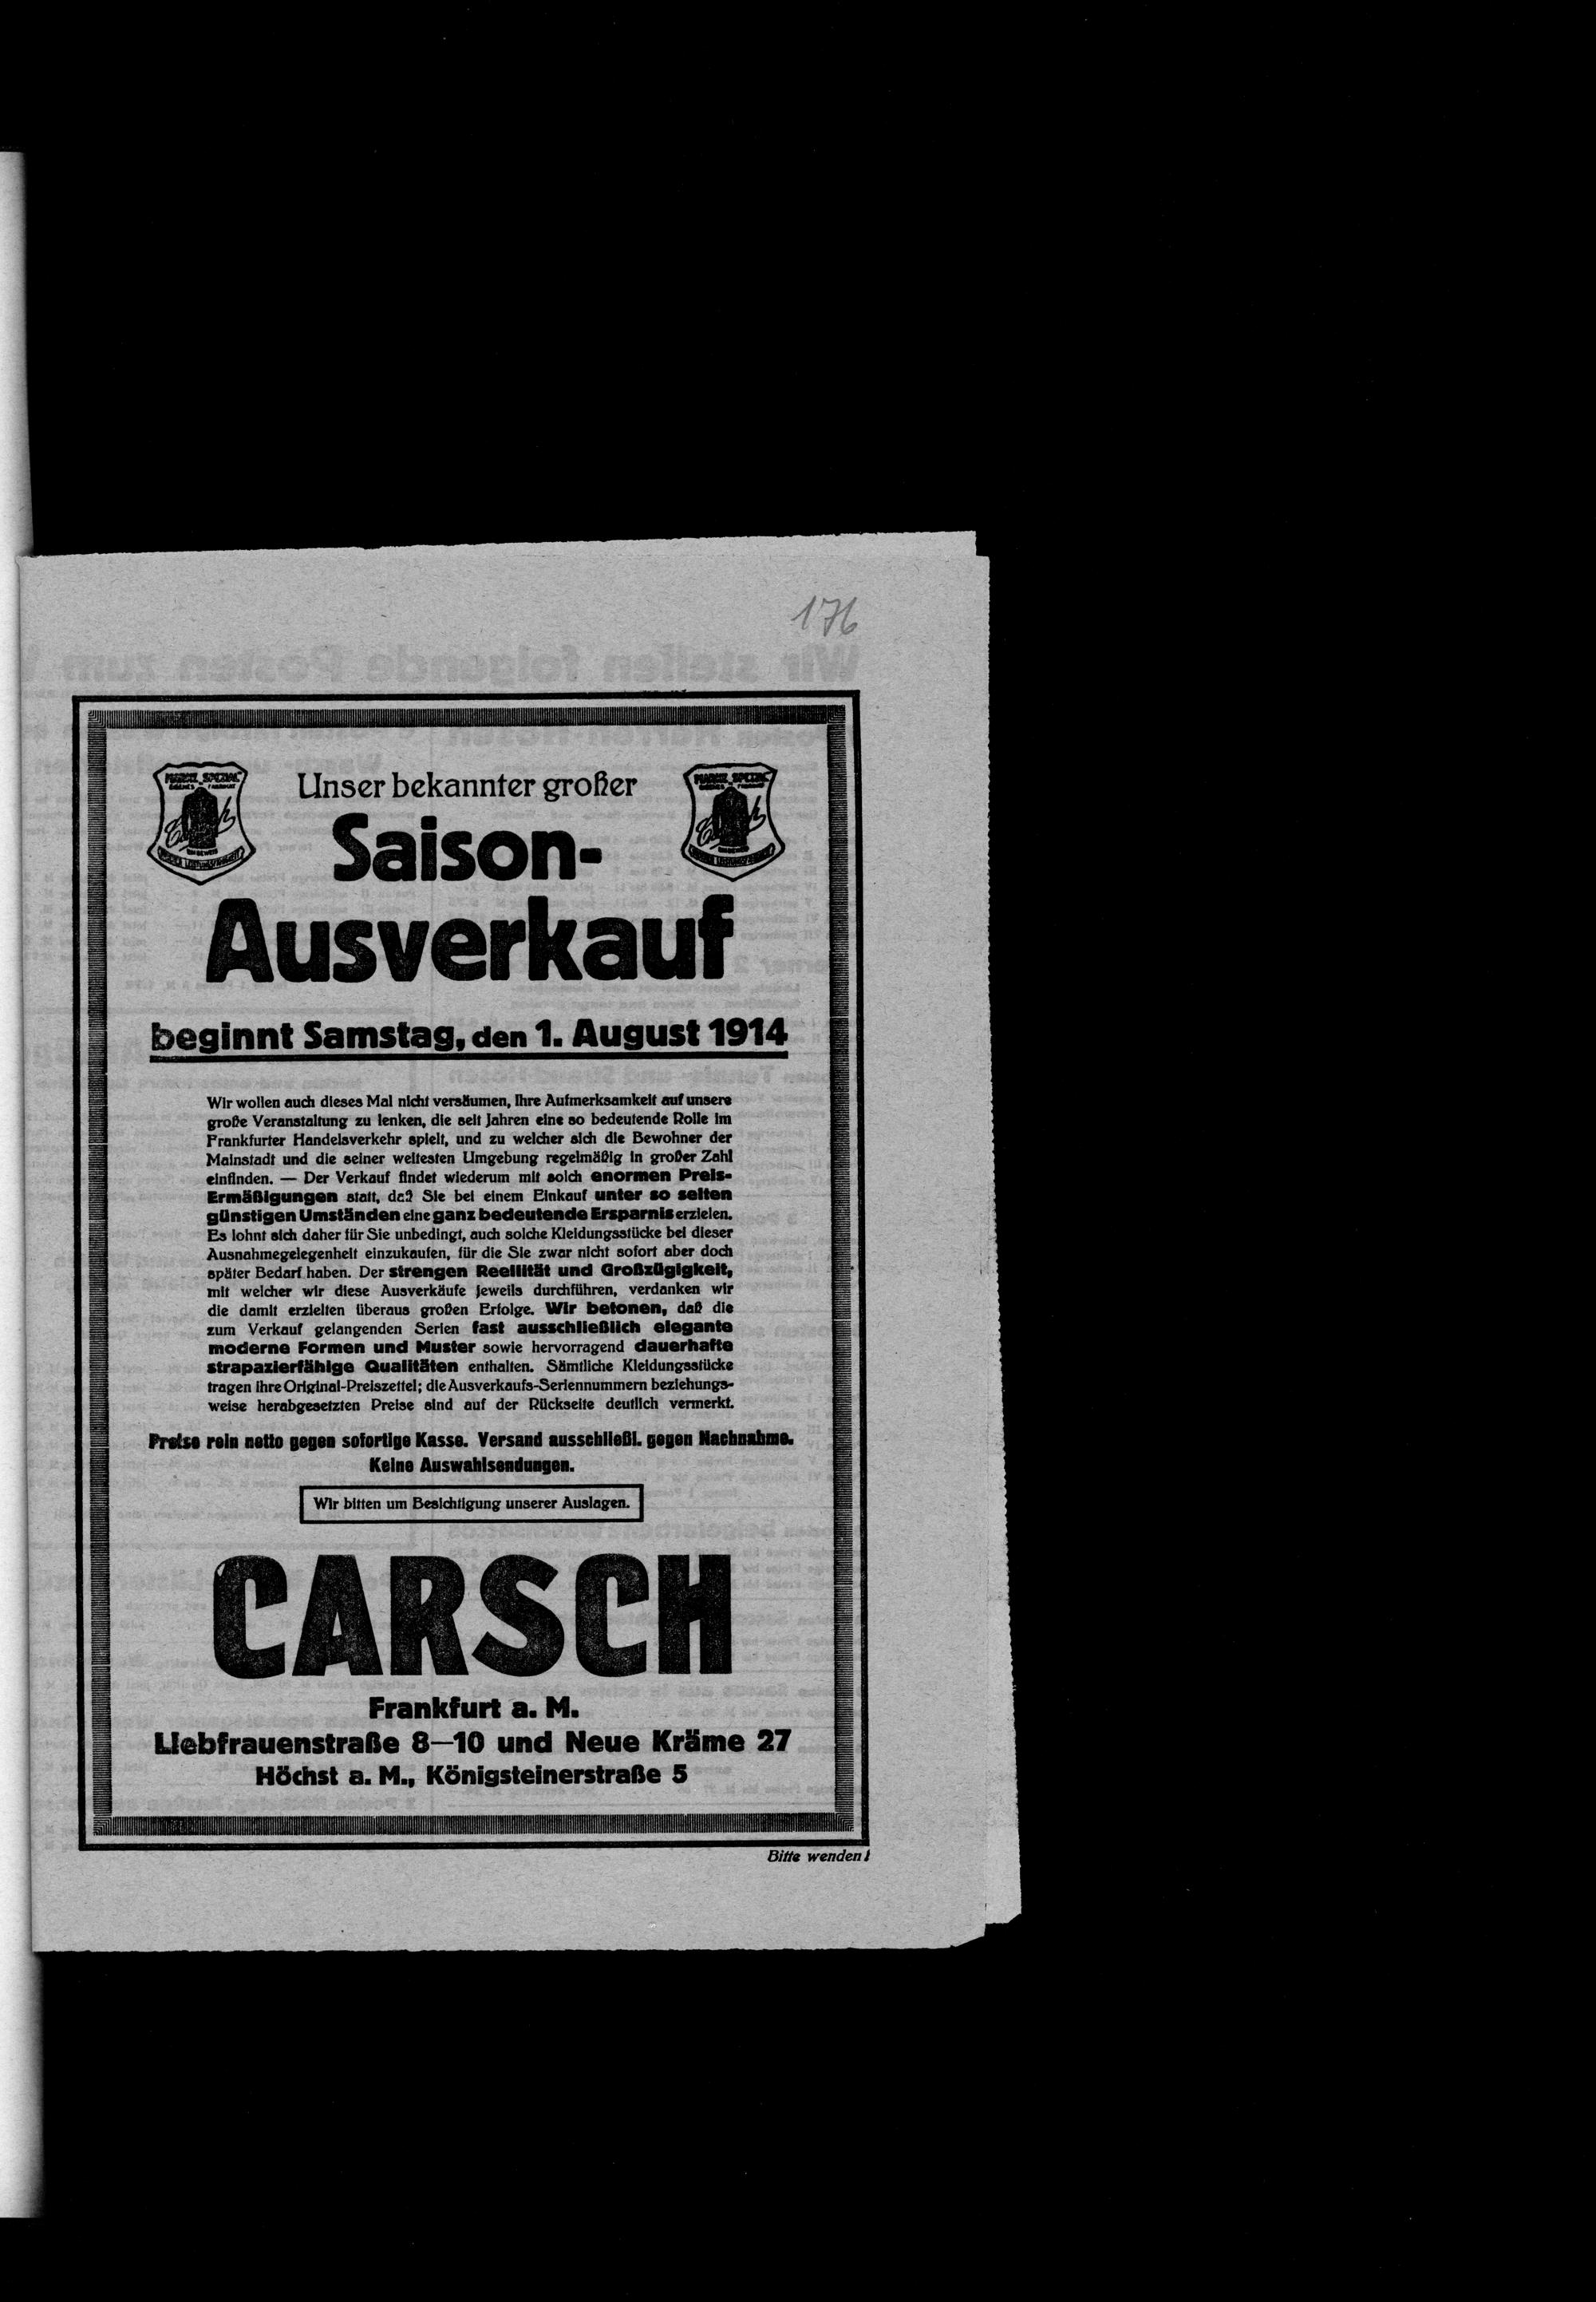 176
Unser bekannter großer
Saison-
Ausverkauf
beginnt Samstag, den 1. August 1914
Wir wollen auch dieses Mal nicht versäumen, Ihre Aufmerksamkeit auf unsere
große Veranstaltung zu lenken, die seit Jahren eine so bedeutende Rolle im
Frankfurter Handelsverkehr spielt, und zu welcher sich die Bewohner der
Mainstadt und die seiner weitesten Umgebung regelmäßig in großer Zahl
einfinden. — Der Verkauf findet wiederum mit solch enormen Preis-
Ermäßigungen statt, daß Sie bei einem Einkauf unter so selten
günstigen Umständen eine ganz bedeutende Ersparnis erzielen.
Es lohnt sich daher für Sie unbedingt, auch solche Kleidungsstücke bei dieser
Ausnahmegelegenheit einzukaufen, für die Sie zwar nicht sofort aber doch
später Bedarf haben. Der strengen Reellität und Großzügigkeit,
mit welcher wir diese Ausverkäufe jeweils durchführen, verdanken wir
die damit erzielten überaus großen Erfolge. Wir betonen, daß die
zum Verkauf gelangenden Serien fast ausschließlich elegante
moderne Formen und Muster sowie hervorragend dauerhafte
strapazierfähige Qualitäten enthalten. Sämtliche Kleidungsstücke
tragen ihre Original-Preiszettel; die Ausverkaufs-Seriennummern beziehungs-
weise herabgesetzten Preise sind auf der Rückseite deutlich vermerkt.
Preise rein netto gegen sofortige Kasse. Versand ausschließl. gegen Nachnahme.
Keine Auswahlsendungen.
Wir bitten um Besichtigung unserer Auslagen.
CARSCH
Frankfurt a. M.
Liebfrauenstraße 8—10 und Neue Kräme 27
Höchst a. M., Königsteinerstraße 5
Bitte wenden!